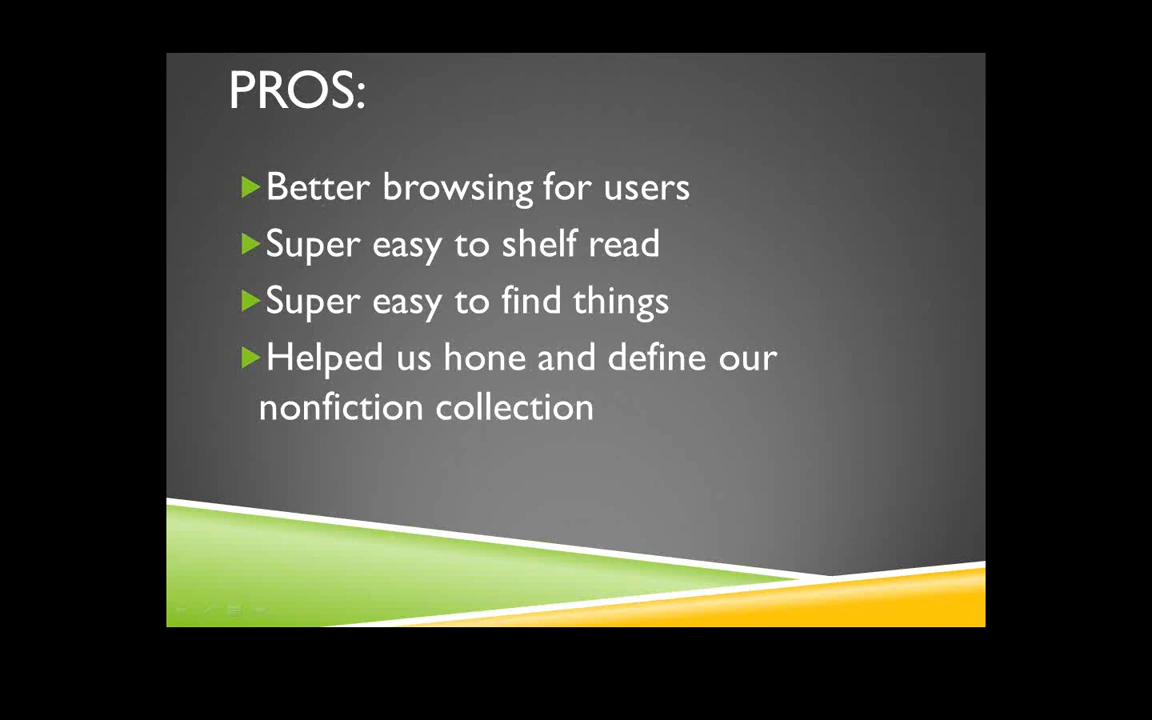 PROS:
Better browsing for users
Super easy to shelf read
Super easy to find things
Helped us hone and define our
nonfiction collection